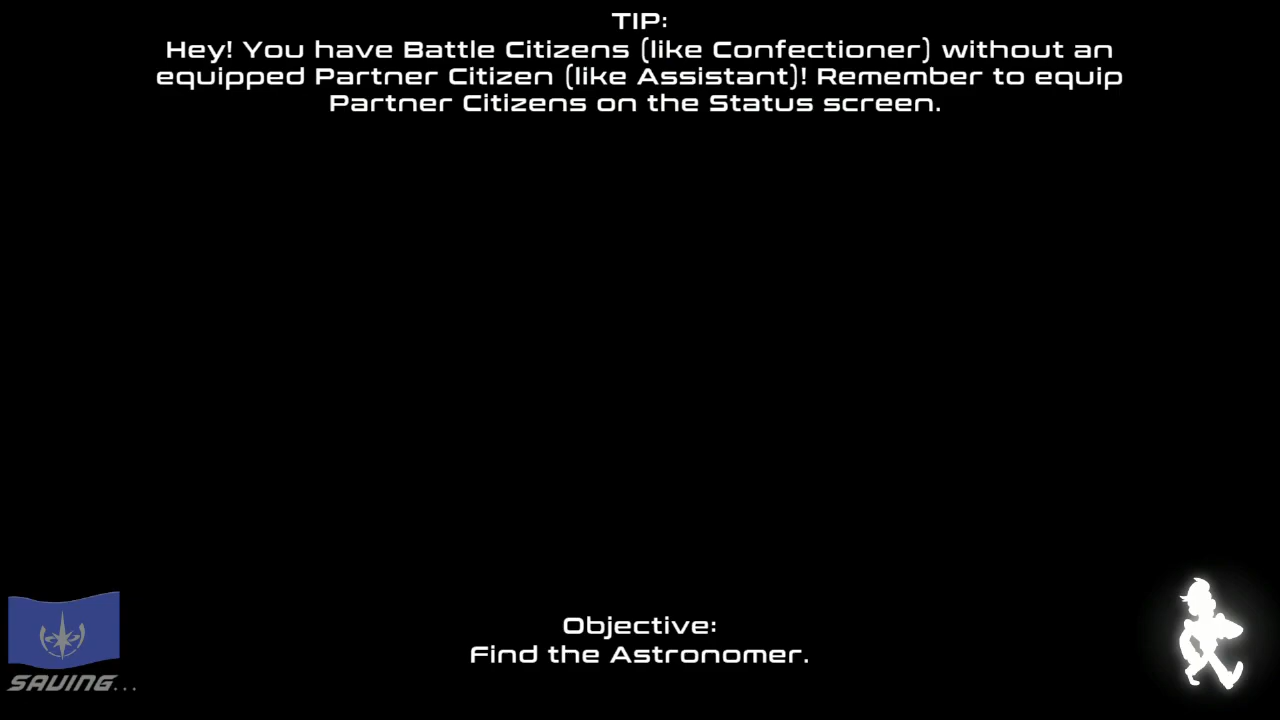 TIP:
Hey! You have Battle Citizens (like Confectioner) without an
equipped Partner Citizen (like Assistant)! Remember to equip
Partner Citizens on the Status screen.
Objective:
Find the Astronomer.
SAVING...